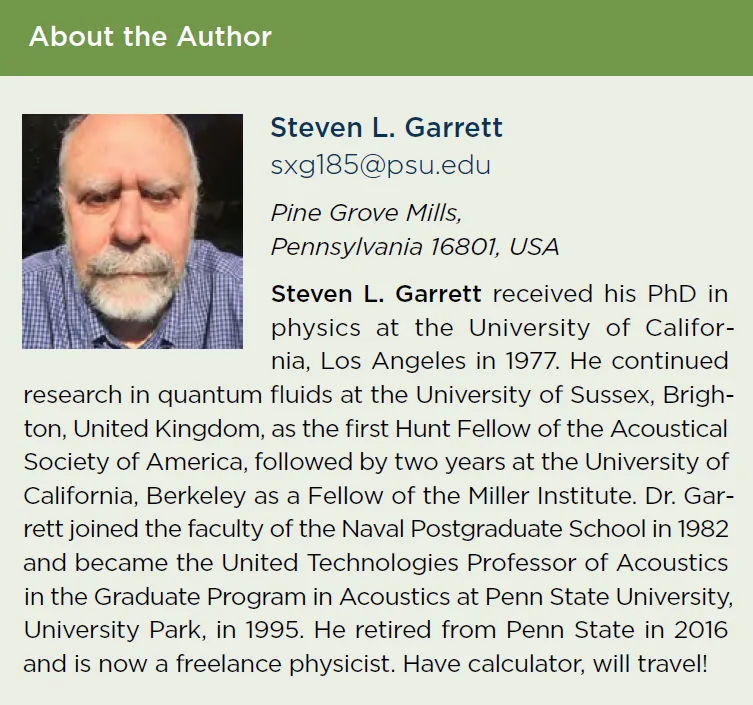 About the Author
Steven L. Garrett
sxg185@psu.edu
Pine Grove Mills,
Pennsylvania 16801, USA
Steven L. Garrett received his PhD in
physics at the University of Califor-
nia, Los Angeles in 1977. He continued
research in quantum fluids at the University of Sussex, Brigh-
ton, United Kingdom, as the first Hunt Fellow of the Acoustical
Society of America, followed by two years at the University of
California, Berkeley as a Fellow of the Miller Institute. Dr. Gar-
rett joined the faculty of the Naval Postgraduate School in 1982
and became the United Technologies Professor of Acoustics
in the Graduate Program in Acoustics at Penn State University,
University Park, in 1995. He retired from Penn State in 2016
and is now a freelance physicist. Have calculator, will travel!